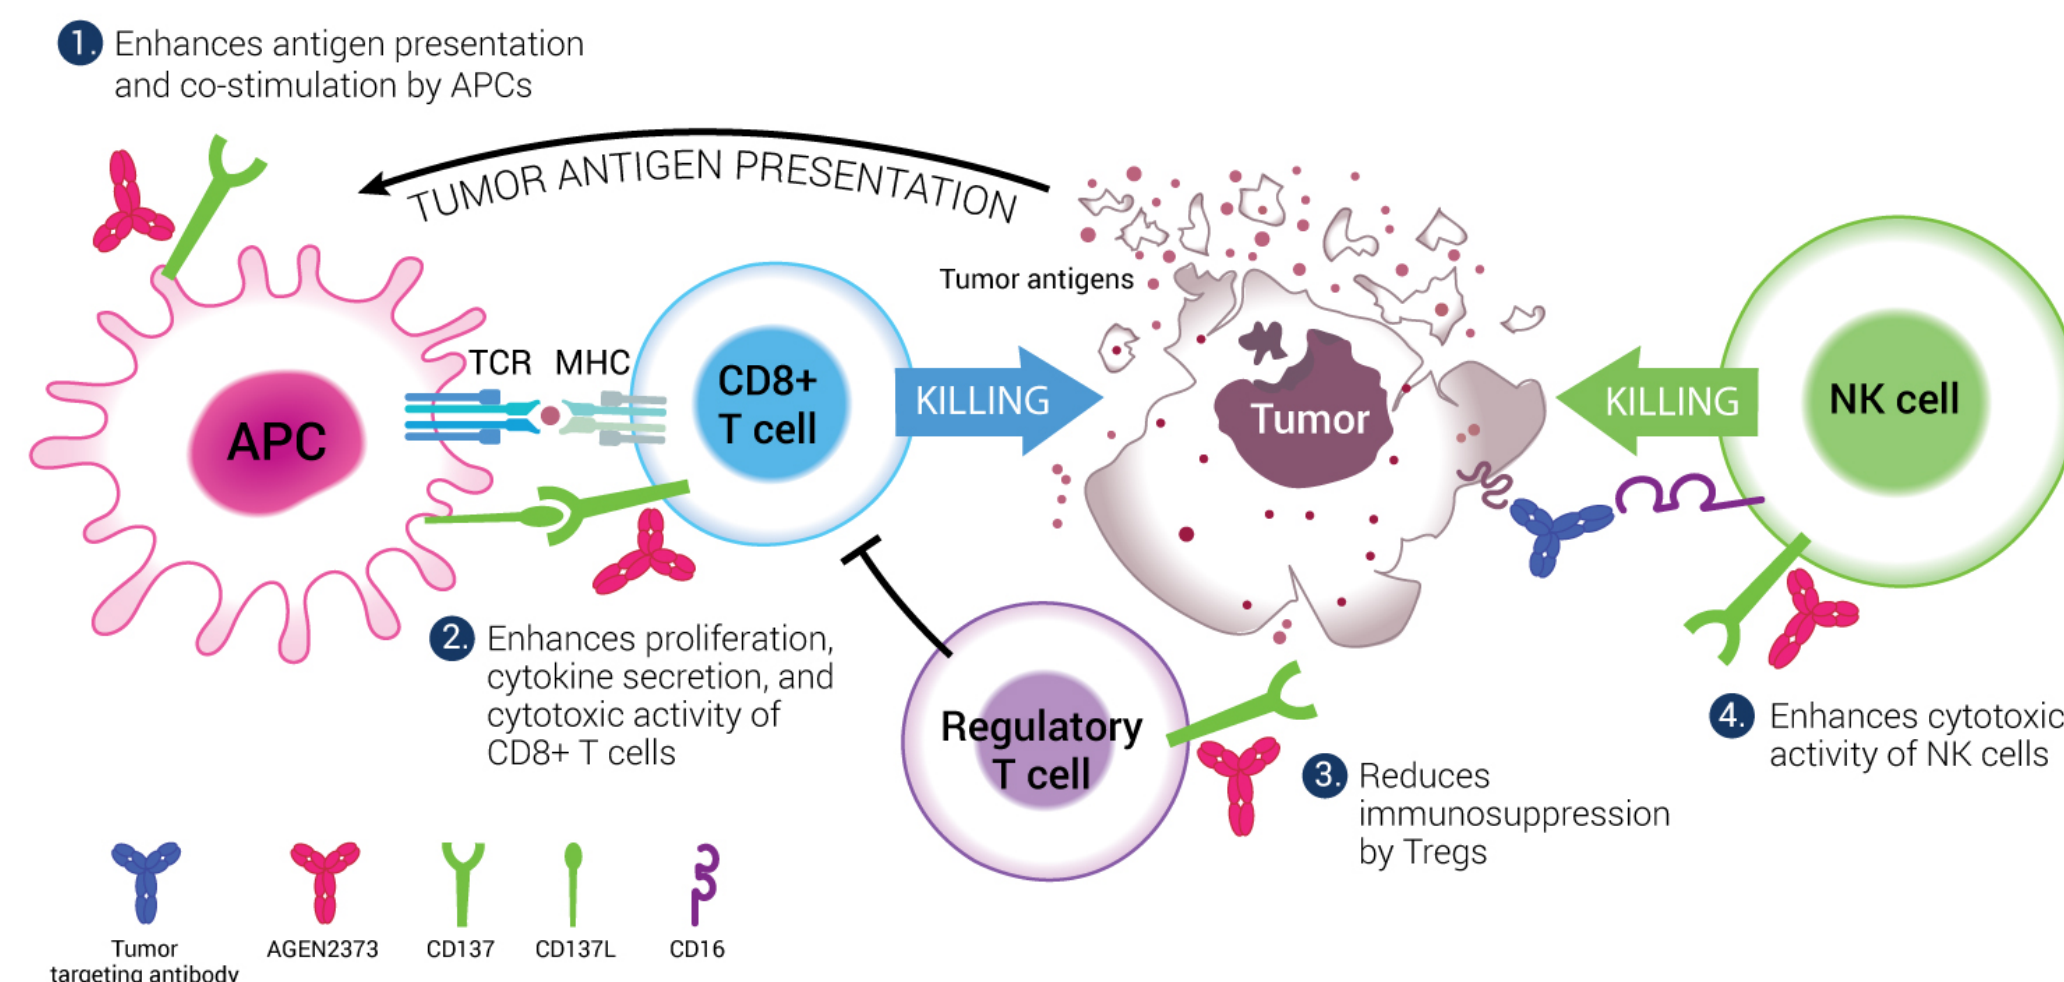 1. Enhances antigen presentation
and co-stimulation by APCs
TUMOR ANTIGEN PRESENTATION
Tumor antigens
TCR MHC
APC
CD8+
T cell
KILLING
Tumor
KILLING
NK cell
2. Enhances proliferation,
cytokine secretion, and
cytotoxic activity of
CD8+ T cells
Regulatory
T cell
3. Reduces
immunosuppression
by Tregs
4. Enhances cytotoxic
activity of NK cells
Tumor
targeting antibody
AGEN2373
CD137
CD137L
CD16